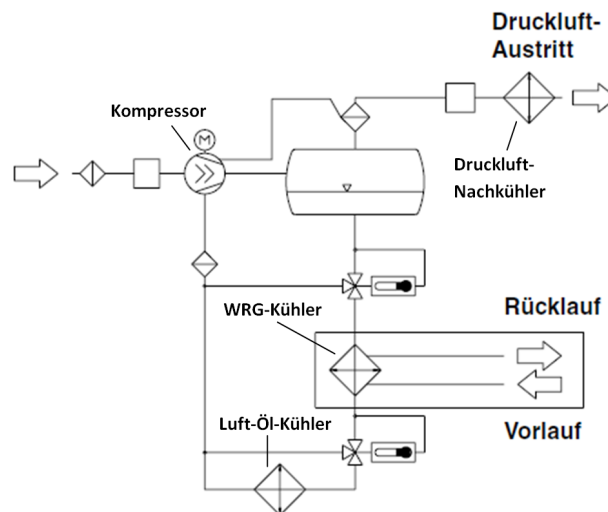 Druckluft-
Austritt
Kompressor
M
Druckluft-
Nachkühler
WRG-Kühler
Rücklauf
Luft-Öl-Kühler
Vorlauf